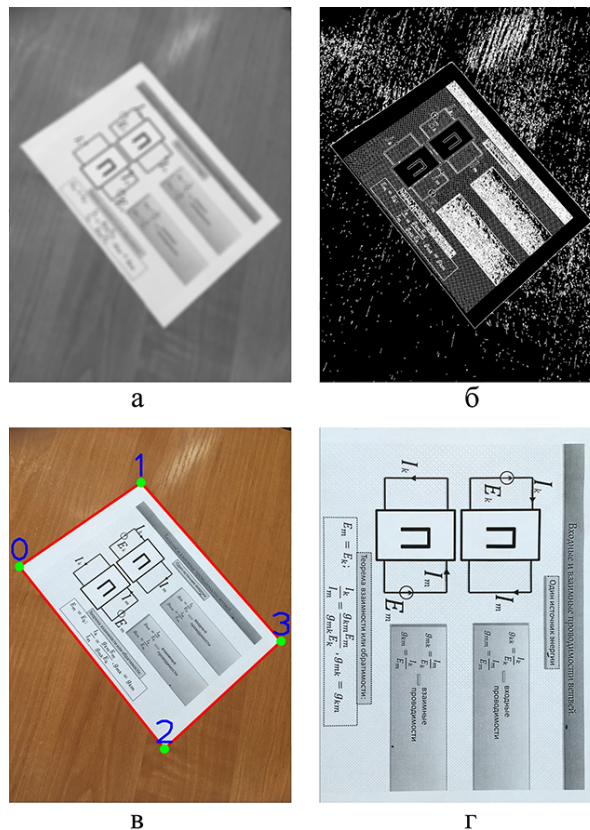 а
б
0
1
2
3
в
Входные и взаимные проводимости ветвей.
Один источник энергии
I_k
E_k
П
I_m
g_kk = I_k / E_k
g_mm = I_m / E_m
— входные
проводимости
I_k
П
I_m
E_m
g_mk = I_m / E_k
g_km = I_k / E_m
— взаимные
проводимости
Теорема взаимности или обратимости:
E_m = E_k; I_k / I_m = g_km E_m / g_mk E_k, g_mk = g_km
г